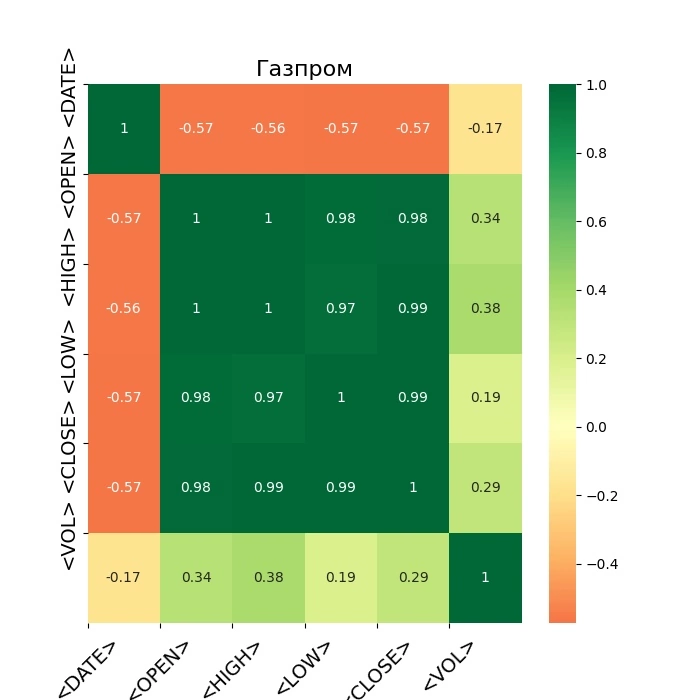 Газпром
<DATE> 1 -0.57 -0.56 -0.57 -0.57 -0.17
<OPEN> -0.57 1 1 0.98 0.98 0.34
<HIGH> -0.56 1 1 0.97 0.99 0.38
<LOW> -0.57 0.98 0.97 1 0.99 0.19
<CLOSE> -0.57 0.98 0.99 0.99 1 0.29
<VOL> -0.17 0.34 0.38 0.19 0.29 1
<DATE> <OPEN> <HIGH> <LOW> <CLOSE> <VOL>
1.0
0.8
0.6
0.4
0.2
0.0
−0.2
−0.4